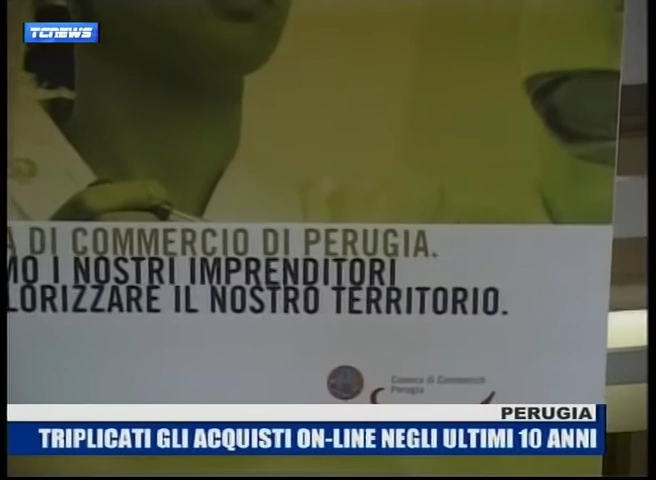 TCNEWS
A DI COMMERCIO DI PERUGIA.
MO I NOSTRI IMPRENDITORI
LORIZZARE IL NOSTRO TERRITORIO.
Camera di Commercio
Perugia
PERUGIA
TRIPLICATI GLI ACQUISTI ON-LINE NEGLI ULTIMI 10 ANNI